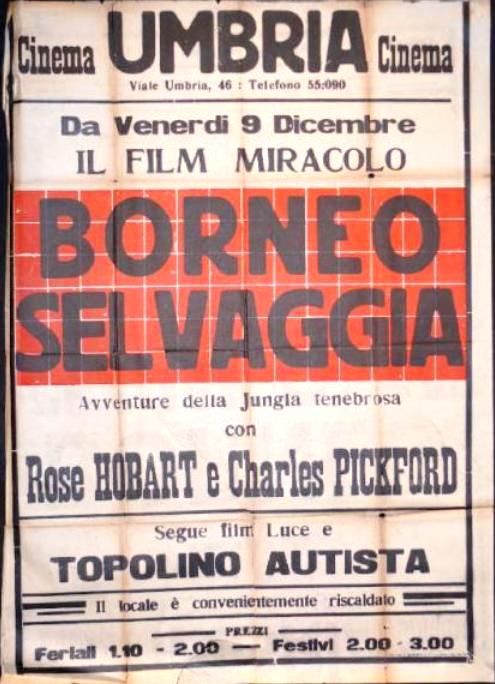 Cinema UMBRIA Cinema
Viale Umbria, 46 : Telefono 55.090
Da Venerdi 9 Dicembre
IL FILM MIRACOLO
BORNEO
SELVAGGIA
Avventure della Jungla tenebrosa
con
Rose HOBART e Charles PICKFORD
Segue film Luce e
TOPOLINO AUTISTA
Il locale è convenientemente riscaldato
PREZZI
Feriali 1.10 - 2.00 — Festivi 2.00 - 3.00